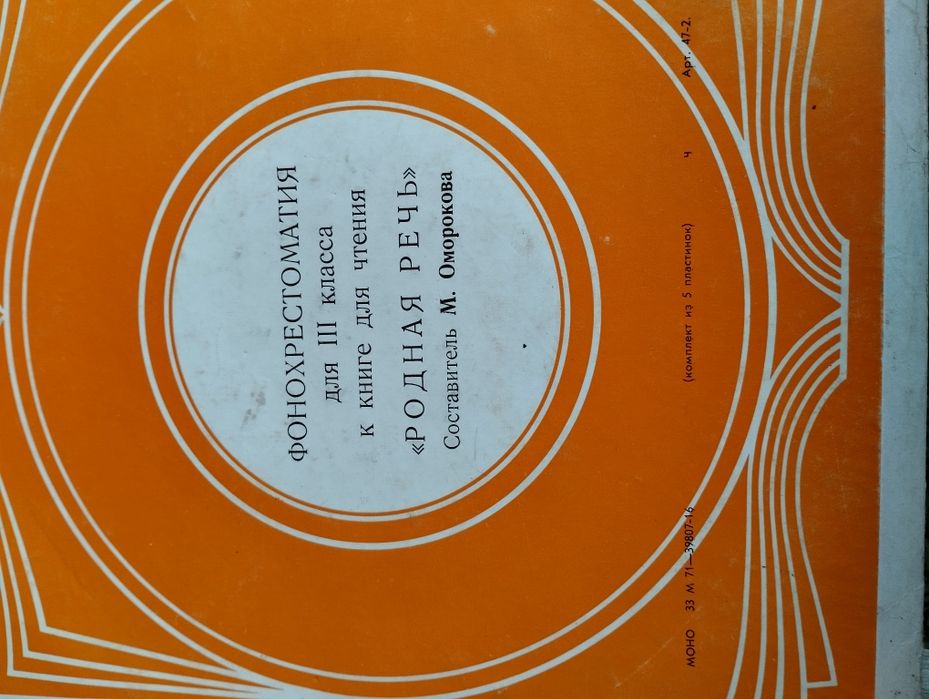 ФОНОХРЕСТОМАТИЯ
для III класса
к книге для чтения
«РОДНАЯ РЕЧЬ»
Составитель М. Оморокова
МОНО 33 М 71—39807-16 (комплект из 5 пластинок) Ч Арт. 47-2.